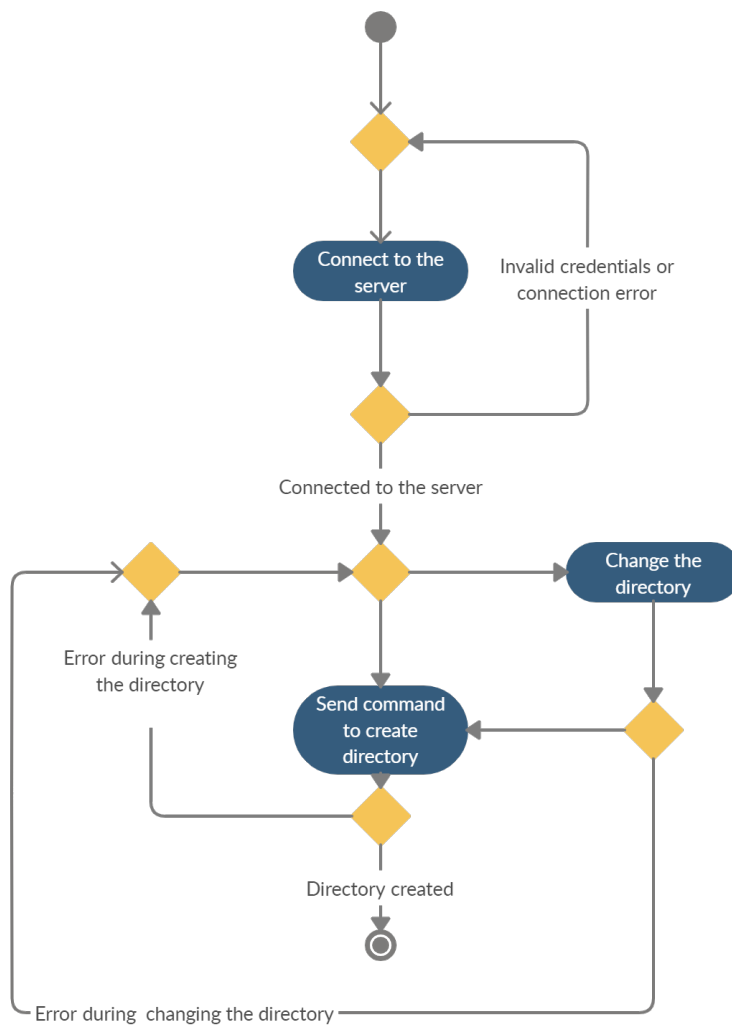 Connect to the
server
Invalid credentials or
connection error
Connected to the server
Change the
directory
Error during creating
the directory
Send command
to create
directory
Directory created
Error during  changing the directory